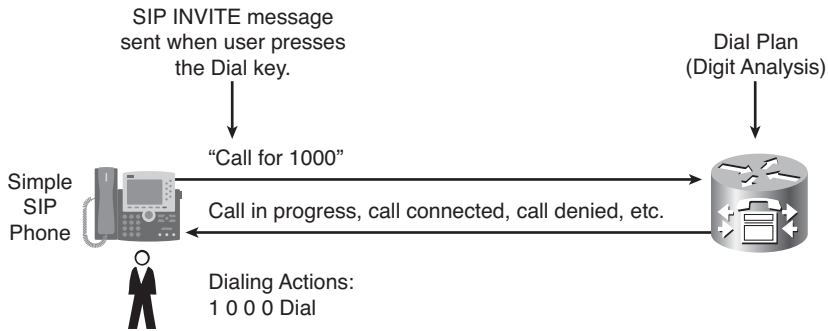 SIP INVITE message
sent when user presses
the Dial key.
Dial Plan
(Digit Analysis)
“Call for 1000”
Simple
SIP
Phone
Call in progress, call connected, call denied, etc.
Dialing Actions:
1 0 0 0 Dial